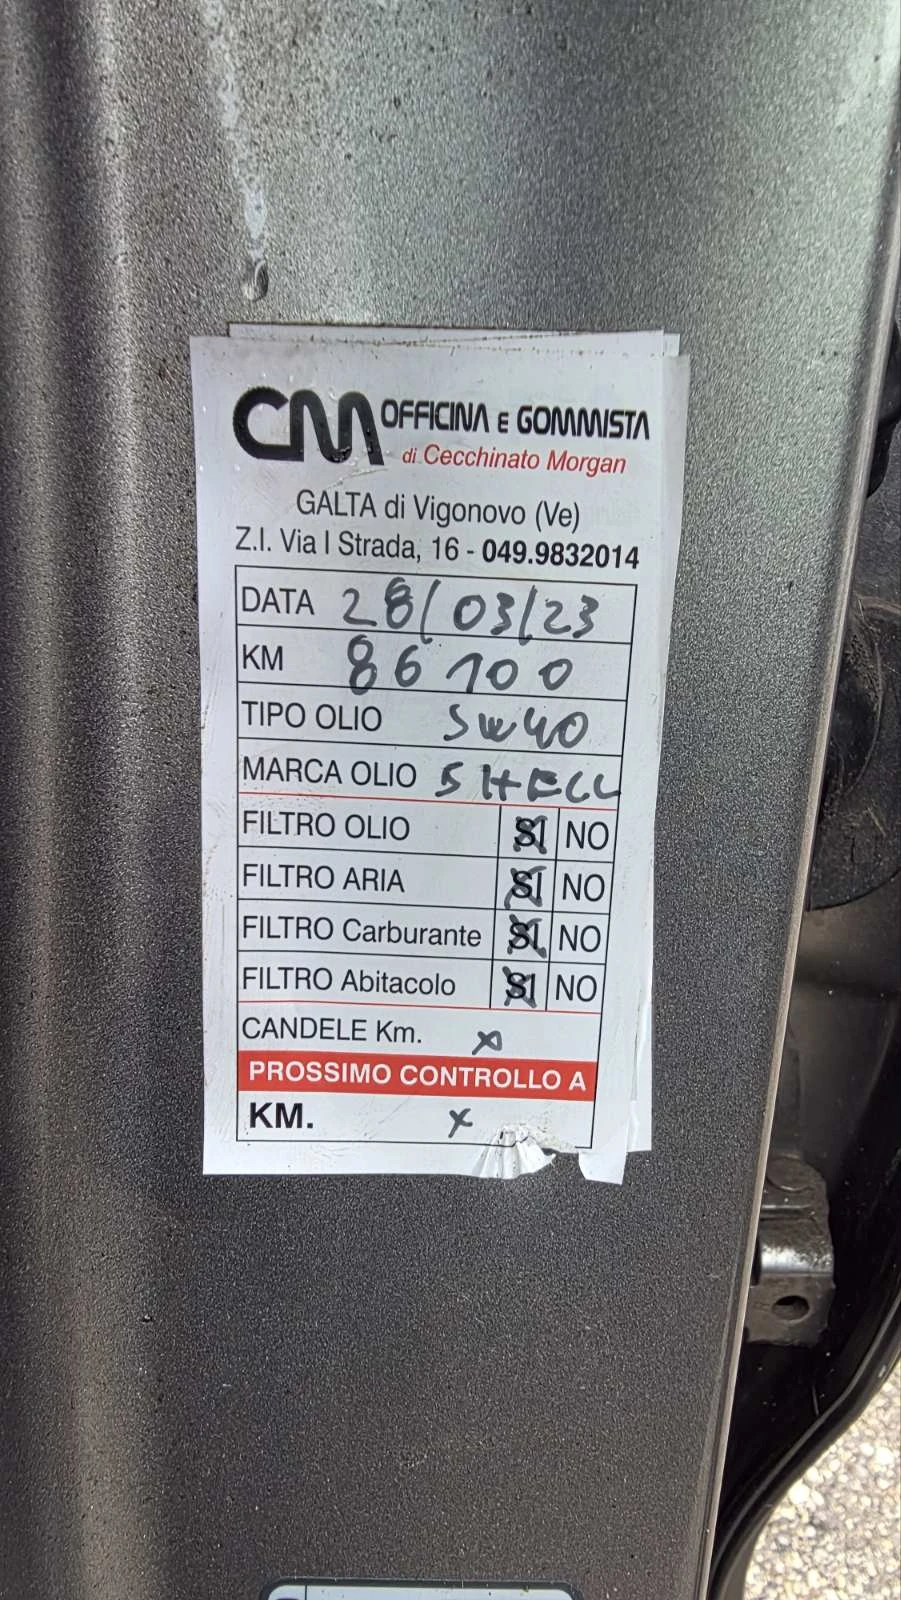 CM OFFICINA E GOMMISTA
di Cecchinato Morgan
GALTA di Vigonovo (Ve)
Z.I. Via I Strada, 16 - 049.9832014
DATA 28/03/23
KM 86100
TIPO OLIO 5W40
MARCA OLIO SHELL
FILTRO OLIO SI NO
FILTRO ARIA SI NO
FILTRO Carburante SI NO
FILTRO Abitacolo SI NO
CANDELE Km. x
PROSSIMO CONTROLLO A
KM. x